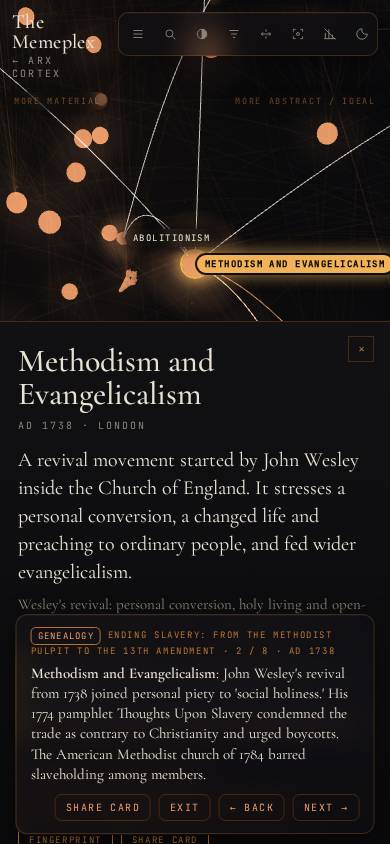 The
Memeplex
← ARX
CORTEX
MORE MATERIAL
MORE ABSTRACT / IDEAL
ABOLITIONISM
METHODISM AND EVANGELICALISM
Methodism and
Evangelicalism
×
AD 1738 · LONDON
A revival movement started by John Wesley
inside the Church of England. It stresses a
personal conversion, a changed life and
preaching to ordinary people, and fed wider
evangelicalism.
Wesley's revival: personal conversion, holy living and open-
GENEALOGY ENDING SLAVERY: FROM THE METHODIST
PULPIT TO THE 13TH AMENDMENT · 2 / 8 · AD 1738
Methodism and Evangelicalism: John Wesley's revival
from 1738 joined personal piety to 'social holiness.' His
1774 pamphlet Thoughts Upon Slavery condemned the
trade as contrary to Christianity and urged boycotts.
The American Methodist church of 1784 barred
slaveholding among members.
SHARE CARD EXIT ← BACK NEXT →
FINGERPRINT SHARE CARD